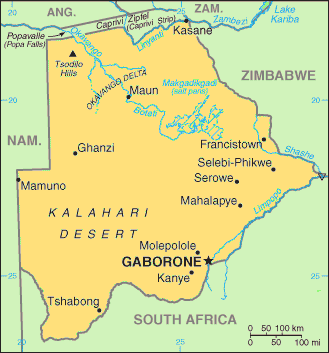 ANG.
Caprivi Zipfel
(Caprivi Strip)
ZAM.
Zambezi
Lake
Kariba
Popavalle
(Popa Falls)
Okavango
Linyanti
Kasane
Tsodilo
Hills
OKAVANGO DELTA
Makgadikgadi
(salt pans)
ZIMBABWE
20
20
Maun
Boteti
NAM.
Ghanzi
Francistown
Shashe
Selebi-Phikwe
Serowe
Mamuno
Mahalapye
Limpopo
KALAHARI
DESERT
Molepolole
GABORONE
25
25
Kanye
Tshabong
SOUTH AFRICA
0 50 100 km
0 50 100 mi